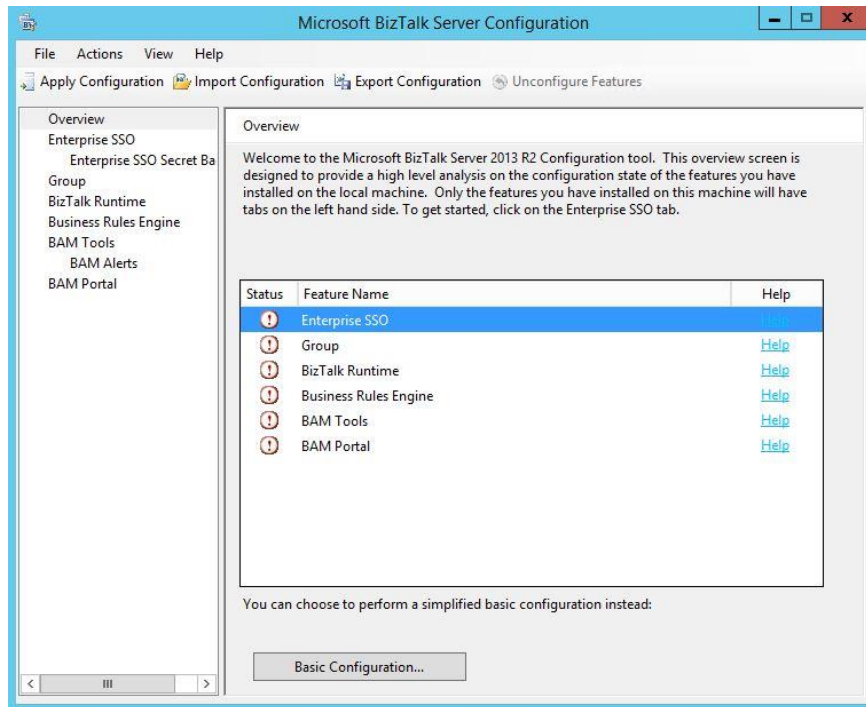 Microsoft BizTalk Server Configuration
File Actions View Help
Apply Configuration Import Configuration Export Configuration Unconfigure Features
Overview
Enterprise SSO
Enterprise SSO Secret Ba
Group
BizTalk Runtime
Business Rules Engine
BAM Tools
BAM Alerts
BAM Portal
Overview
Welcome to the Microsoft BizTalk Server 2013 R2 Configuration tool. This overview screen is
designed to provide a high level analysis on the configuration state of the features you have
installed on the local machine. Only the features you have installed on this machine will have
tabs on the left hand side. To get started, click on the Enterprise SSO tab.
Status Feature Name Help
Enterprise SSO Help
Group Help
BizTalk Runtime Help
Business Rules Engine Help
BAM Tools Help
BAM Portal Help
You can choose to perform a simplified basic configuration instead:
Basic Configuration...